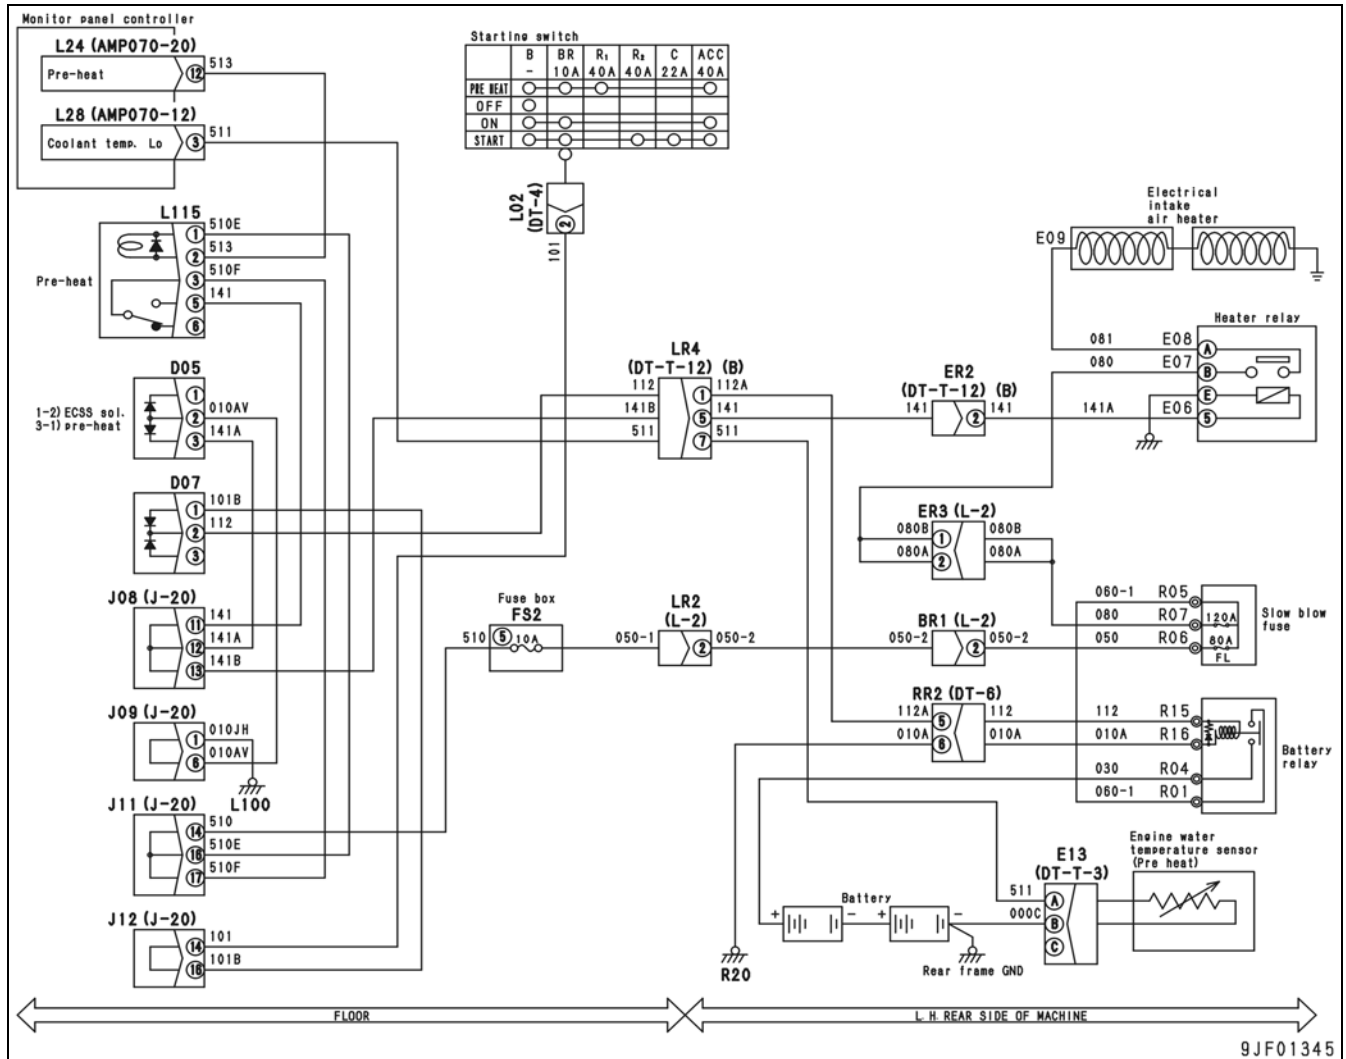 Monitor panel controller
L24 (AMP070-20)
Pre-heat
12
513
L28 (AMP070-12)
Coolant temp. Lo
3
511
Starting switch
B BR R₁ R₂ C ACC
- 10A 40A 40A 22A 40A
PRE HEAT
OFF
ON
START
L02
(DT-4)
2
101
L115
Pre-heat
1 510E
2 513
3 510F
5 141
6
D05
1-2) ECSS sol.
3-1) pre-heat
1
2 010AV
3 141A
D07
1 101B
2 112
3
J08 (J-20)
11 141
12 141A
13 141B
J09 (J-20)
1 010JH
6 010AV
L100
J11 (J-20)
14 510
16 510E
17 510F
J12 (J-20)
14 101
16 101B
Fuse box
FS2
510 5 10A
LR4
(DT-T-12) (B)
112 1 112A
141B 5 141
511 7 511
LR2
(L-2)
050-1 2 050-2
Electrical
intake
air heater
E09
Heater relay
081 E08 A
080 E07 B
E
141A E06 5
ER2
(DT-T-12) (B)
141 2 141
ER3 (L-2)
080B 1 080B
080A 2 080A
BR1 (L-2)
050-2 2 050-2
060-1 R05
080 R07 120A
050 R06 80A
FL
Slow blow
fuse
RR2 (DT-6)
112A 5 112
010A 6 010A
112 R15
010A R16
030 R04
060-1 R01
Battery
relay
R20
Battery
+ - + -
Rear frame GND
E13
(DT-T-3)
511 A
000C B
C
Engine water
temperature sensor
(Pre heat)
FLOOR
L.H. REAR SIDE OF MACHINE
9JF01345